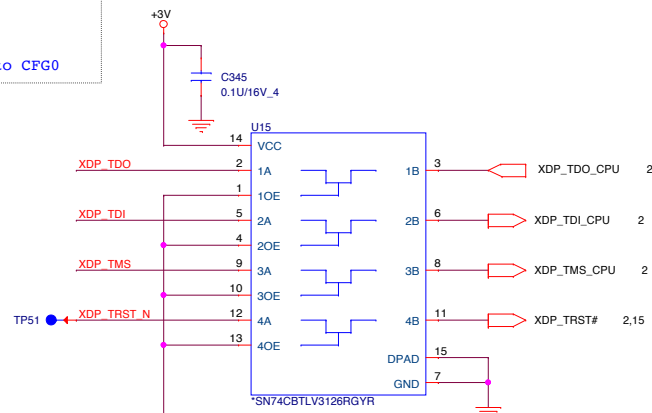 +3V
o CFG0
C345
0.1U/16V_4
U15
14 VCC
XDP_TDO 2 1A 1B 3 XDP_TDO_CPU 2
1 1OE
XDP_TDI 5 2A 2B 6 XDP_TDI_CPU 2
4 2OE
XDP_TMS 9 3A 3B 8 XDP_TMS_CPU 2
10 3OE
TP51 XDP_TRST_N 12 4A 4B 11 XDP_TRST# 2,15
13 4OE
DPAD 15
GND 7
*SN74CBTLV3126RGYR